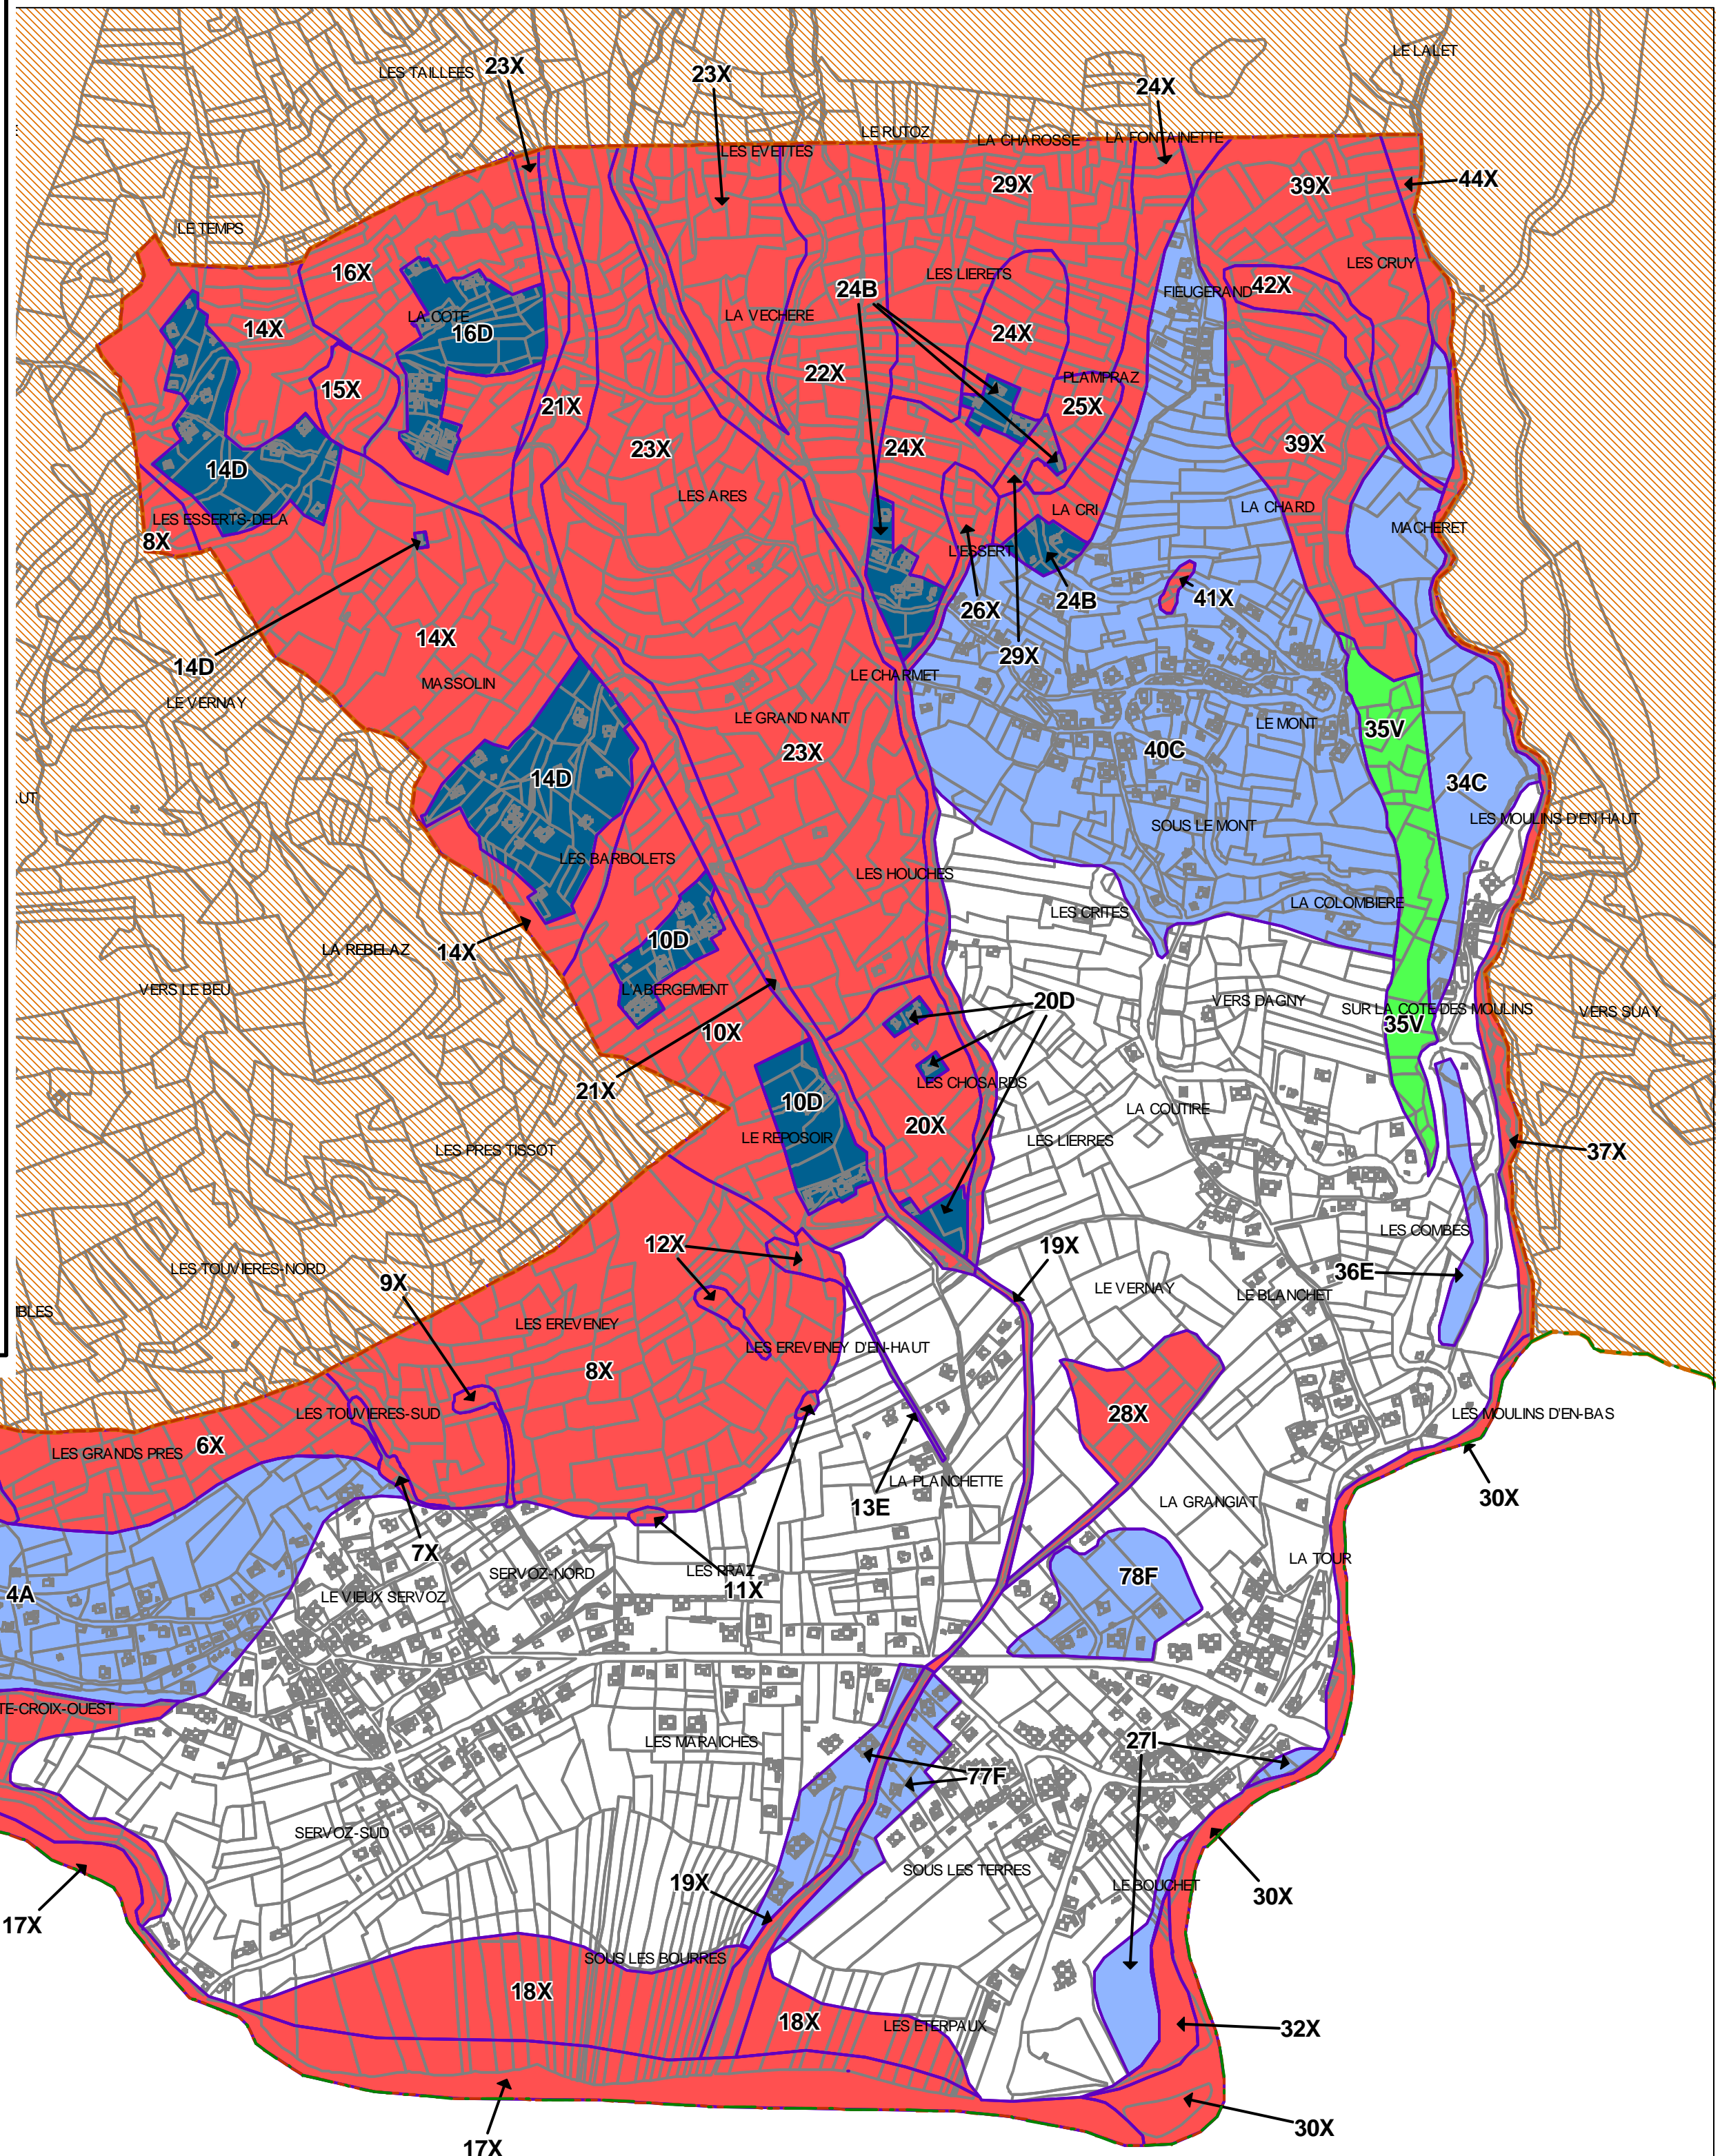 LE LALET
LES TAILLEES
23X
23X
24X
LE RUTOZ
LA CHAROSSE
LA FONTAINETTE
LES EVETTES
44X
29X
39X
LE TEMPS
16X
LES CRUY
LES LIERETS
42X
24B
FIEUGERAND
LA COTE
LA VECHERE
14X
16D
24X
22X
PLAMPRAZ
15X
21X
25X
39X
24X
23X
14D
LES ARES
LA CHARD
LA CRI
LES ESSERTS-DELA
MACHERET
8X
L'ESSERT
41X
24B
26X
14X
29X
14D
LE CHARMET
MASSOLIN
LE VERNAY
LE GRAND NANT
LE MONT
35V
40C
23X
14D
34C
AUT
LES MOULINS D'EN HAUT
SOUS LE MONT
LES BARBOLETS
LES HOUCHES
LA COLOMBIERE
LES CRITES
10D
LA REBELAZ
14X
VERS LE BEU
L'ABERGEMENT
20D
VERS DAGNY
SUR LA COTE DES MOULINS
VERS SUAY
35V
10X
LES CHOSARDS
21X
10D
LA COUTIRE
20X
LE REPOSOIR
LES LIERRES
LES PRES TISSOT
37X
LES COMBES
12X
19X
LES TOUVIERES-NORD
36E
9X
LE VERNAY
LE BLANCHET
IBLES
LES EREVENEY
LES EREVENEY D'EN-HAUT
8X
LES TOUVIERES-SUD
28X
LES MOULINS D'EN-BAS
6X
LES GRANDS PRES
LA PLANCHETTE
30X
LA GRANGIAT
13E
7X
LA TOUR
SERVOZ-NORD
LES PRAZ
78F
11X
4A
LE VIEUX SERVOZ
TE-CROIX-OUEST
LES MARAICHES
27I
77F
SERVOZ-SUD
SOUS LES TERRES
19X
LE BOUCHET
30X
17X
SOUS LES BOURRES
18X
18X
LES ETERPAUX
32X
30X
17X